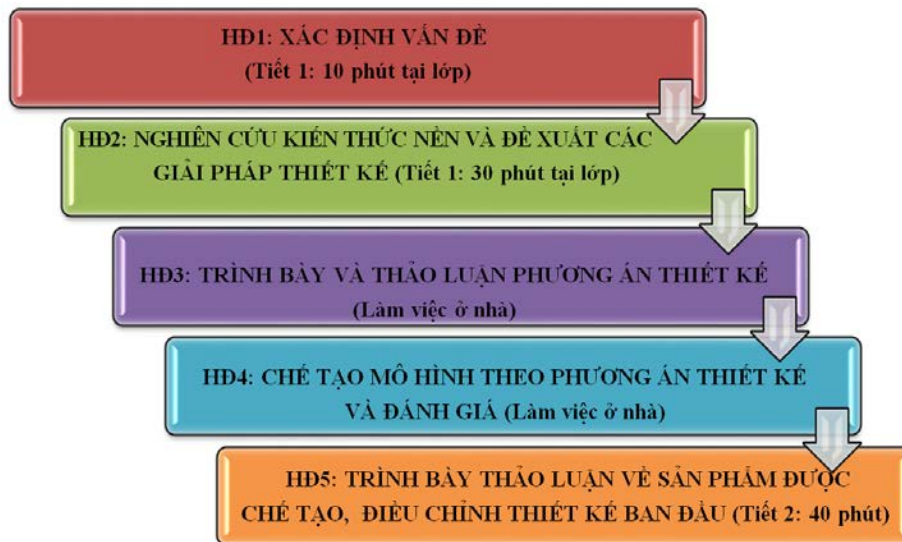 HĐ1: XÁC ĐỊNH VẤN ĐỀ
(Tiết 1: 10 phút tại lớp)
HĐ2: NGHIÊN CỨU KIẾN THỨC NỀN VÀ ĐỀ XUẤT CÁC
GIẢI PHÁP THIẾT KẾ (Tiết 1: 30 phút tại lớp)
HĐ3: TRÌNH BÀY VÀ THẢO LUẬN PHƯƠNG ÁN THIẾT KẾ
(Làm việc ở nhà)
HĐ4: CHẾ TẠO MÔ HÌNH THEO PHƯƠNG ÁN THIẾT KẾ
VÀ ĐÁNH GIÁ (Làm việc ở nhà)
HĐ5: TRÌNH BÀY THẢO LUẬN VỀ SẢN PHẨM ĐƯỢC
CHẾ TẠO, ĐIỀU CHỈNH THIẾT KẾ BAN ĐẦU (Tiết 2: 40 phút)